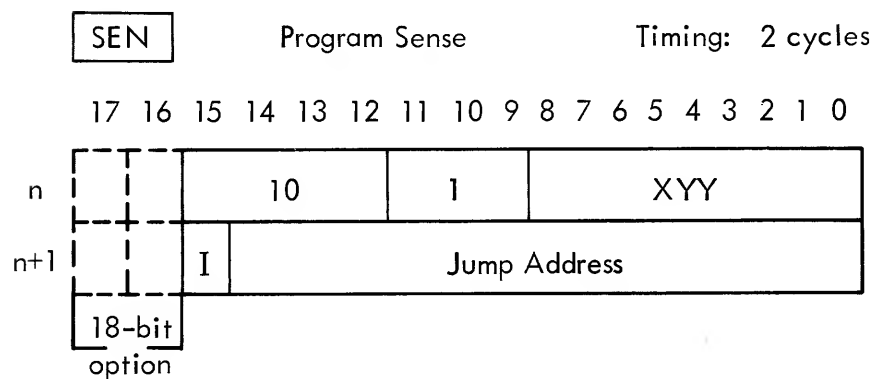 SEN Program Sense Timing: 2 cycles
17 16 15 14 13 12 11 10 9 8 7 6 5 4 3 2 1 0
n 10 1 XYY
n+1 I Jump Address
18-bit
option